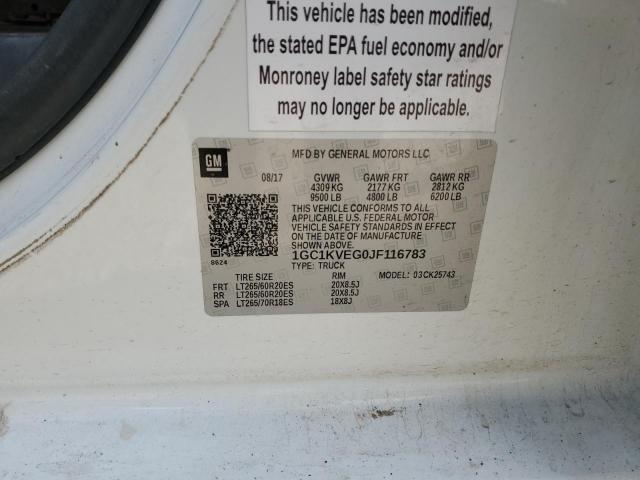 This vehicle has been modified,
the stated EPA fuel economy and/or
Monroney label safety star ratings
may no longer be applicable.
GM
MFD BY GENERAL MOTORS LLC
08/17 GVWR GAWR FRT GAWR RR
4309 KG 2177 KG 2812 KG
9500 LB 4800 LB 6200 LB
THIS VEHICLE CONFORMS TO ALL
APPLICABLE U.S. FEDERAL MOTOR
VEHICLE SAFETY STANDARDS IN EFFECT
ON THE DATE OF MANUFACTURE
SHOWN ABOVE.
1GC1KVEG0JF116783
8624
TYPE: TRUCK MODEL: 03CK25743
TIRE SIZE RIM
FRT LT265/60R20ES 20X8.5J
RR LT265/60R20ES 20X8.5J
SPA LT265/70R18ES 18X8J